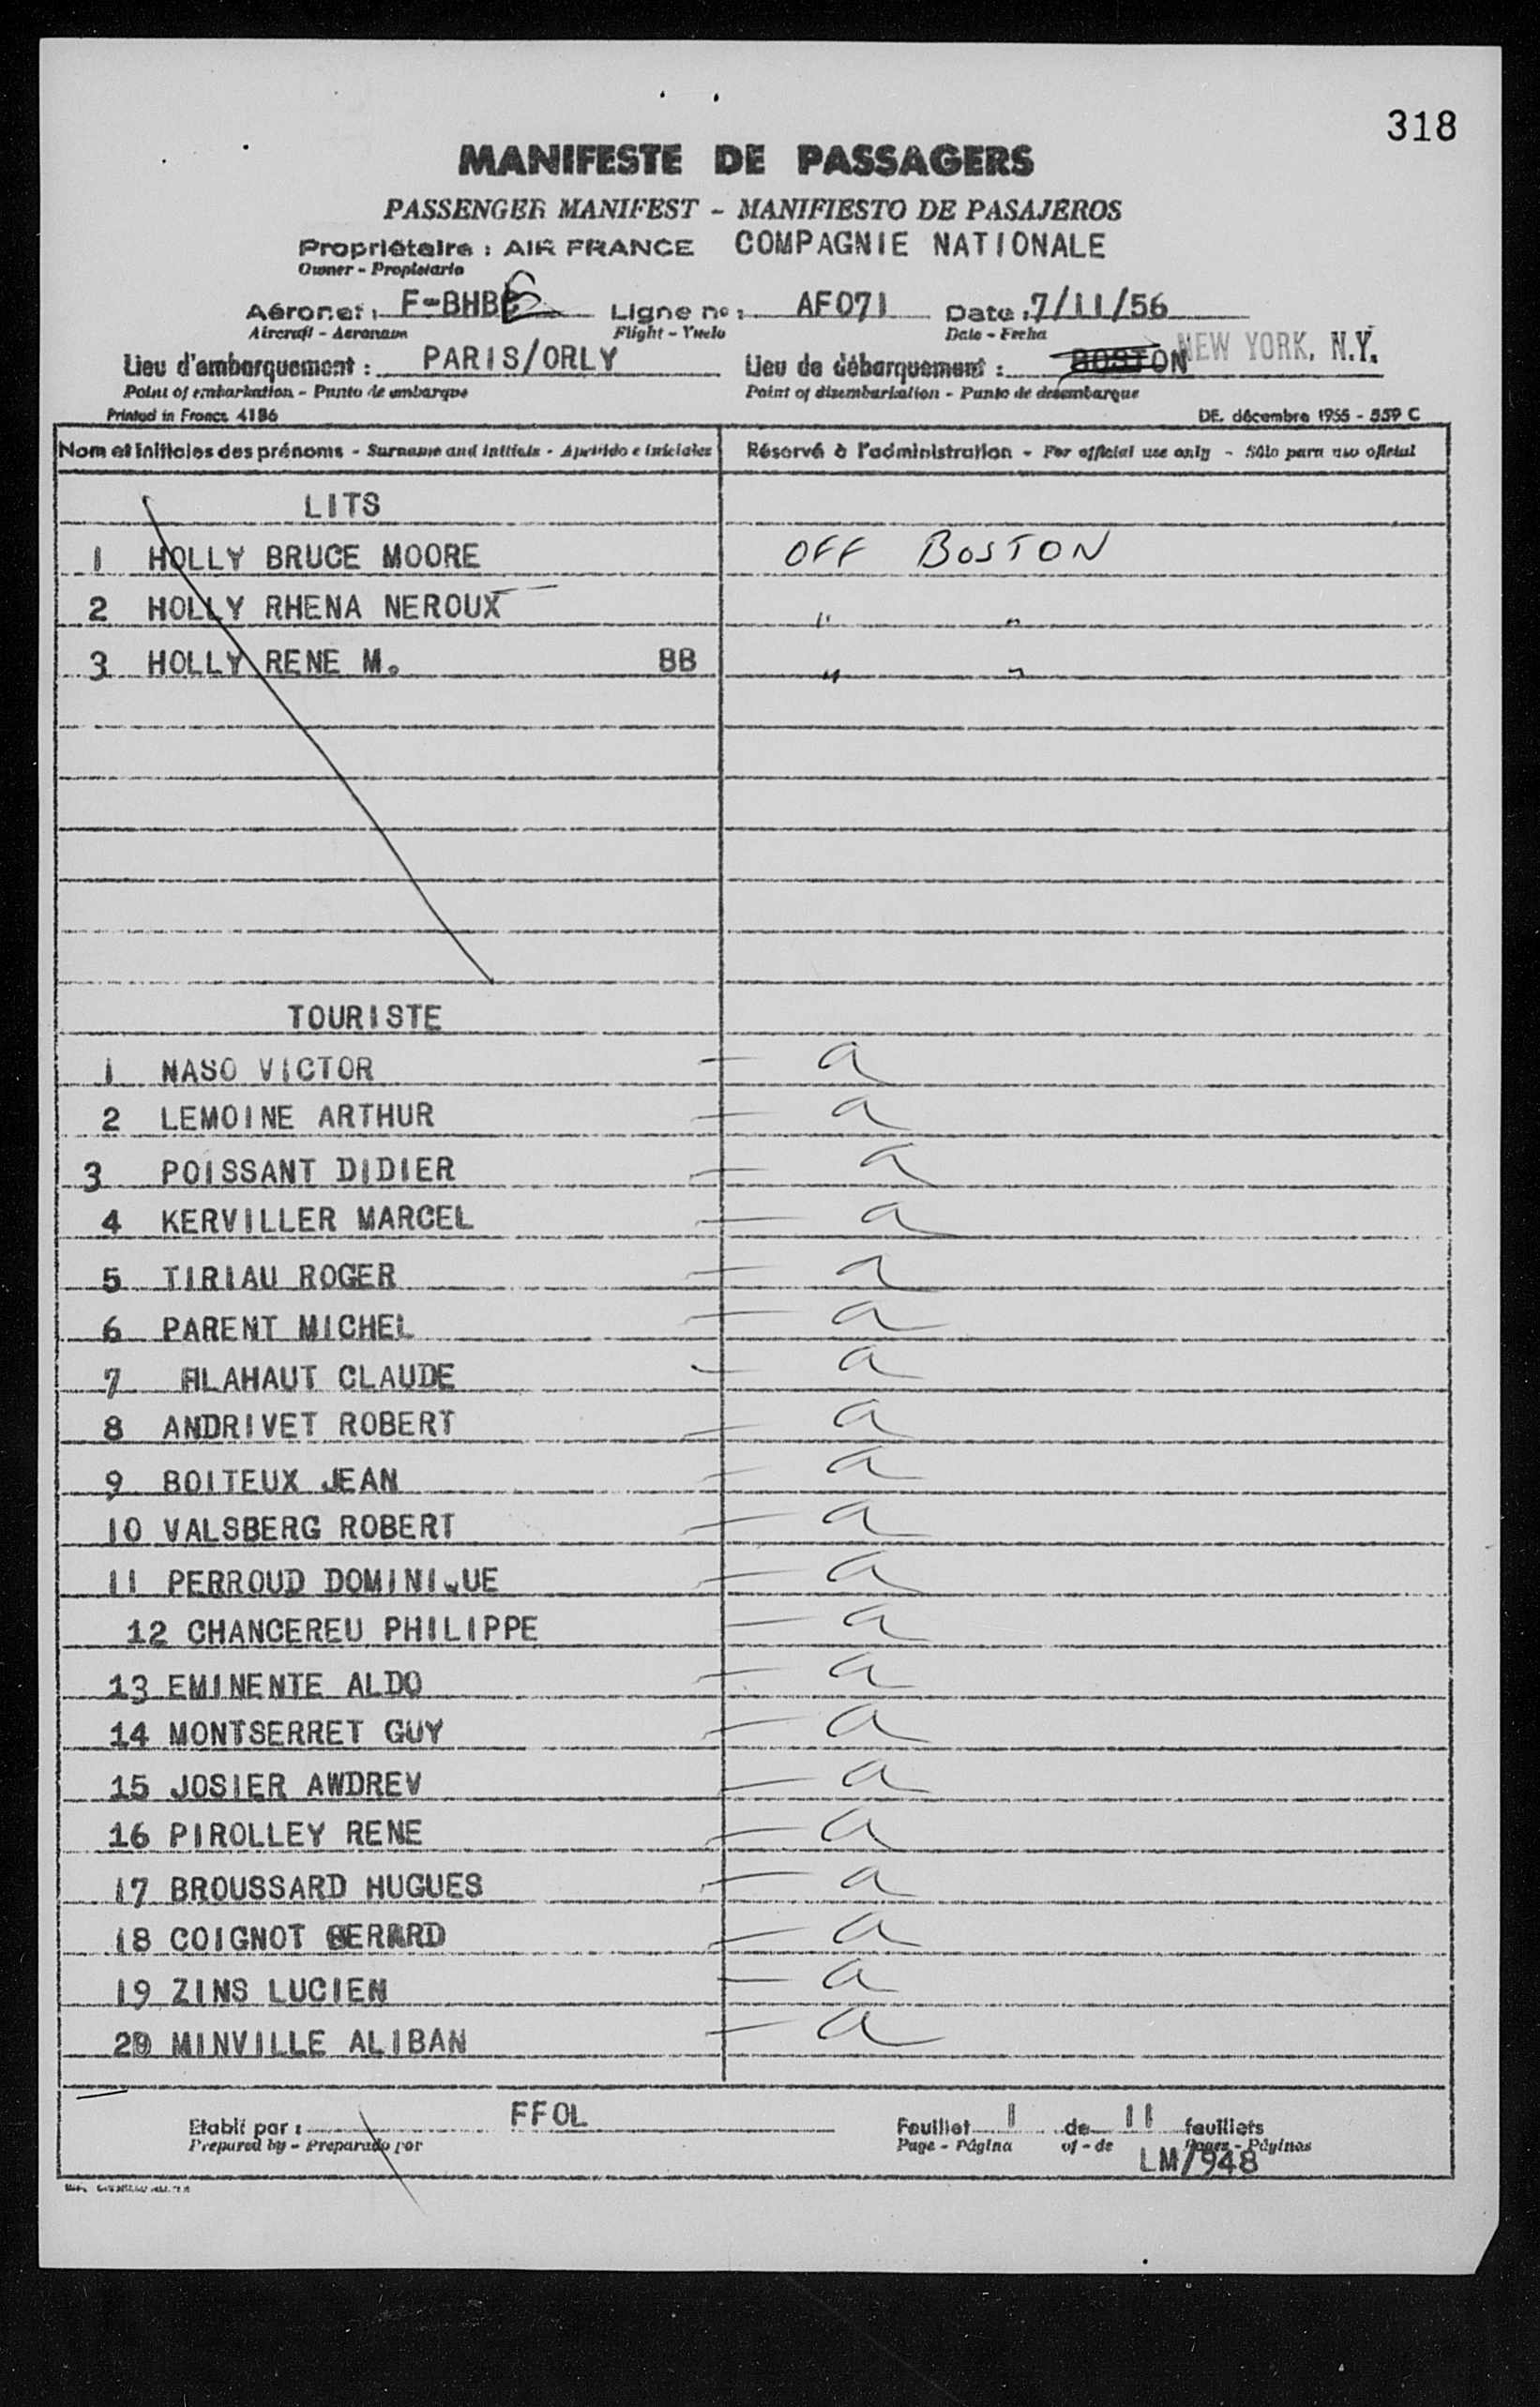 318
MANIFESTE DE PASSAGERS
PASSENGER MANIFEST - MANIFIESTO DE PASAJEROS
Propriétaire : AIR FRANCE COMPAGNIE NATIONALE
Owner - Propietario
Aéronef : F-BHBE Ligne no : AF071 Date : 7/11/56
Aircraft - Aeronave Flight - Vuelo Date - Fecha
Lieu d'embarquement : PARIS/ORLY Lieu de débarquement : BOSTON NEW YORK, N.Y.
Point of embarkation - Punto de embarque Point of disembarkation - Punto de desembarque
Printed in France 4186 DE. décembre 1955 - 559 C
Nom et initiales des prénoms - Surname and initials - Apellido e iniciales Réservé à l'administration - For official use only - Sólo para uso oficial
LITS
1 HOLLY BRUCE MOORE OFF BOSTON
2 HOLLY RHENA NEROUX " "
3 HOLLY RENE M. BB " "
TOURISTE
1 NASO VICTOR — a
2 LEMOINE ARTHUR — a
3 POISSANT DIDIER — a
4 KERVILLER MARCEL — a
5 TIRIAU ROGER — a
6 PARENT MICHEL — a
7 LAHAUT CLAUDE — a
8 ANDRIVET ROBERT — a
9 BOITEUX JEAN — a
10 VALSBERG ROBERT — a
11 PERROUD DOMINIQUE — a
12 CHANCEREU PHILIPPE — a
13 EMINENTE ALDO — a
14 MONTSERRET GUY — a
15 JOSIER AWDREV — a
16 PIROLLEY RENE — a
17 BROUSSARD HUGUES — a
18 COIGNOT GERARD — a
19 ZINS LUCIEN — a
20 MINVILLE ALIBAN — a
Etabli par : FFOL Feuillet 1 de 11 feuillets
Prepared by - Preparado por Page - Página of - de Pages - Páginas
LM/948